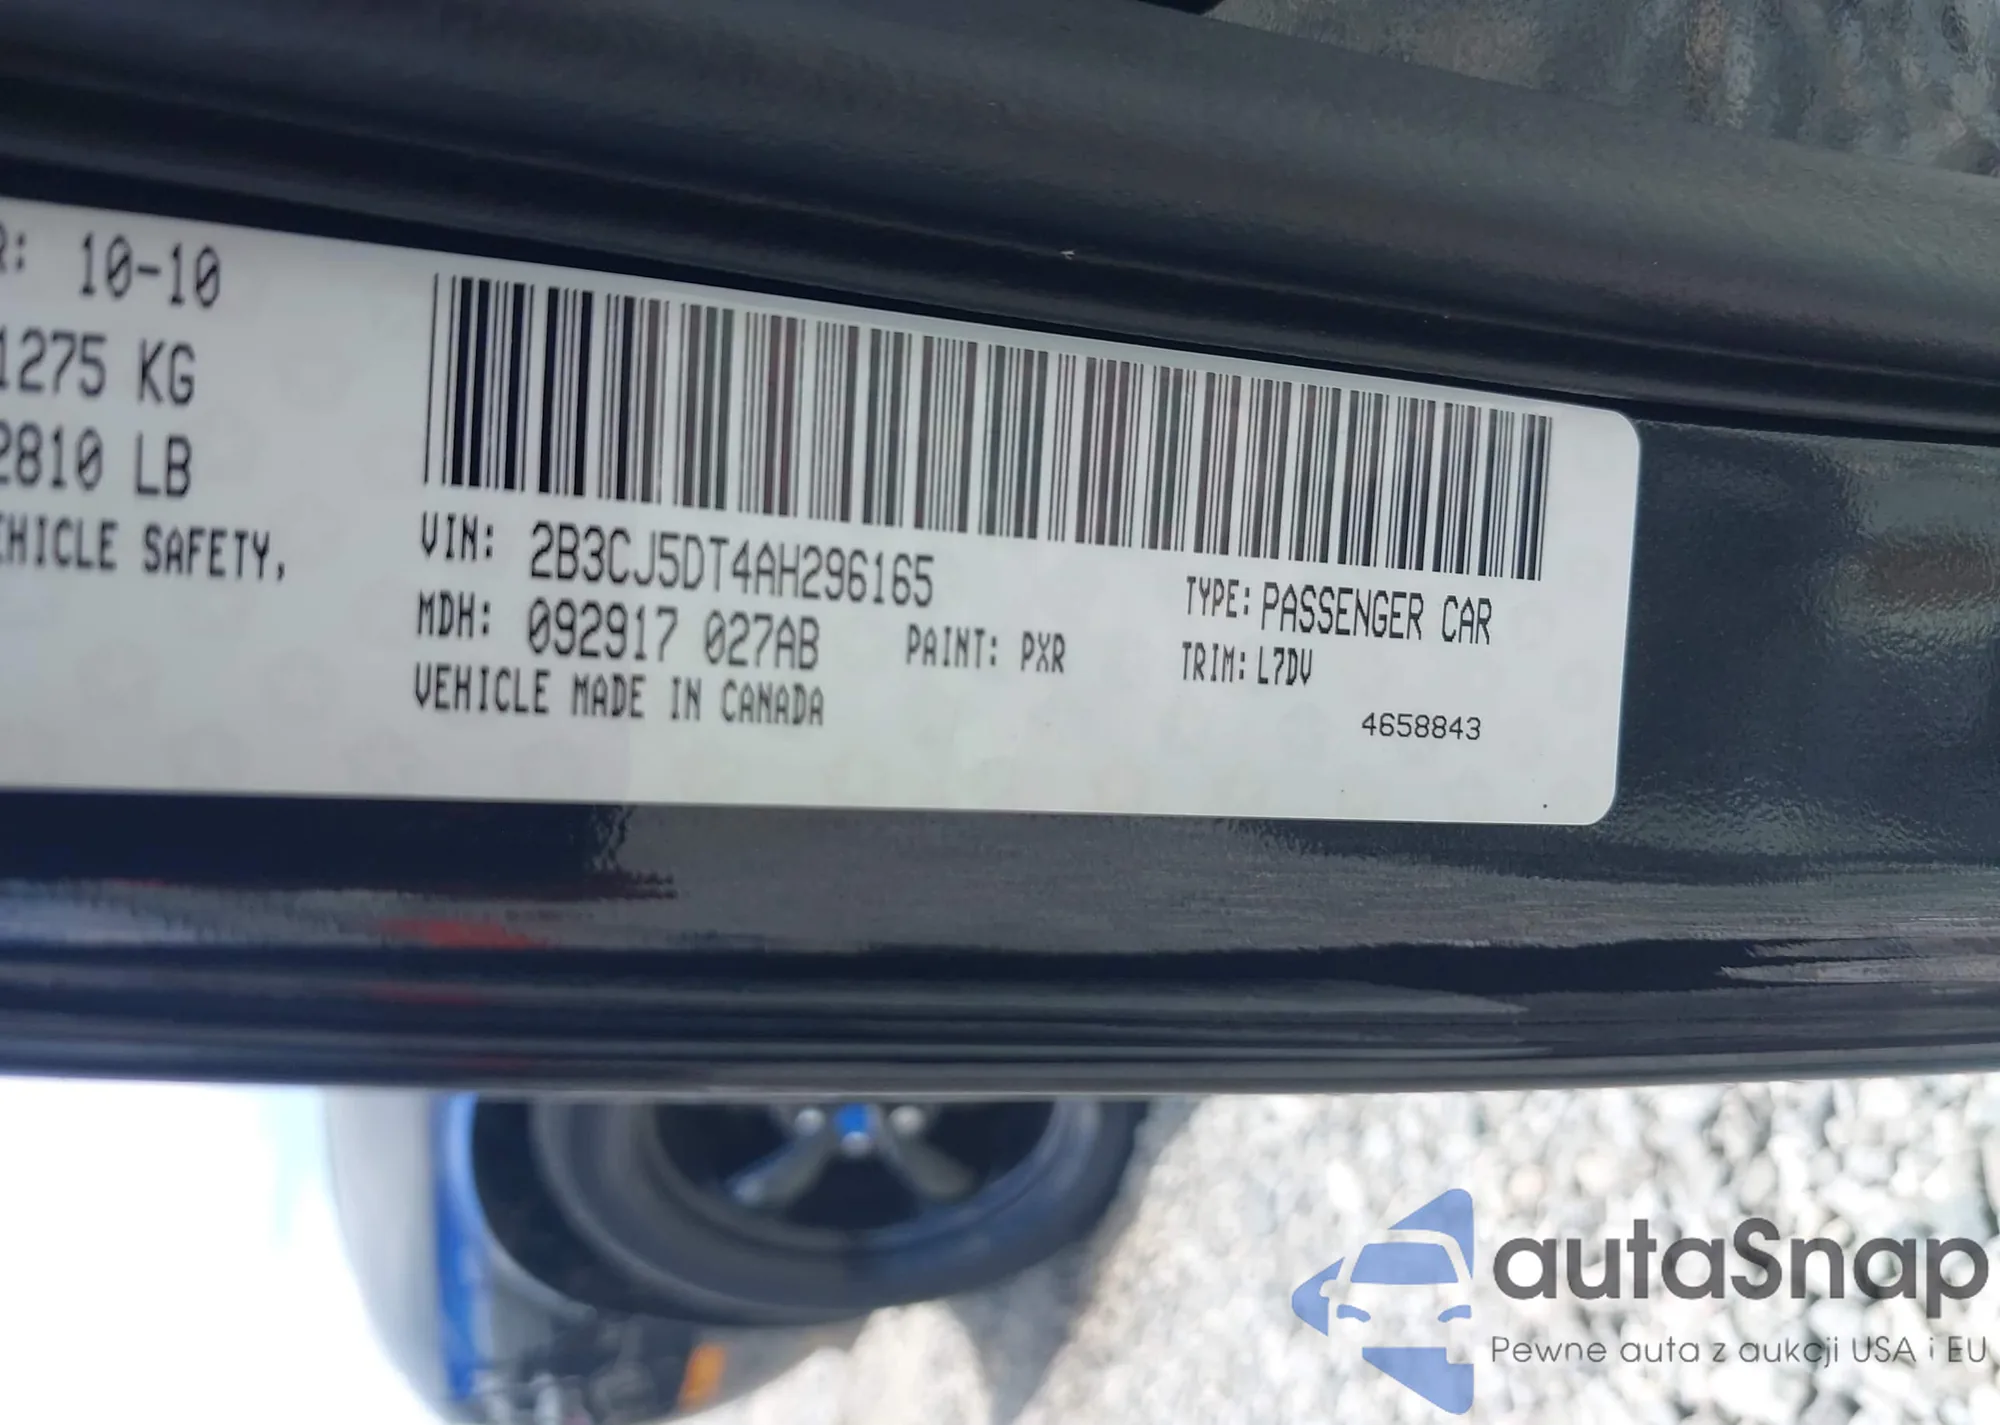 R: 10-10
1275 KG
2810 LB
EHICLE SAFETY,
VIN: 2B3CJ5DT4AH296165
MDH: 092917 027AB PAINT: PXR
VEHICLE MADE IN CANADA
TYPE: PASSENGER CAR
TRIM: L7DV
4658843
autaSnap
Pewne auta z aukcji USA i EU